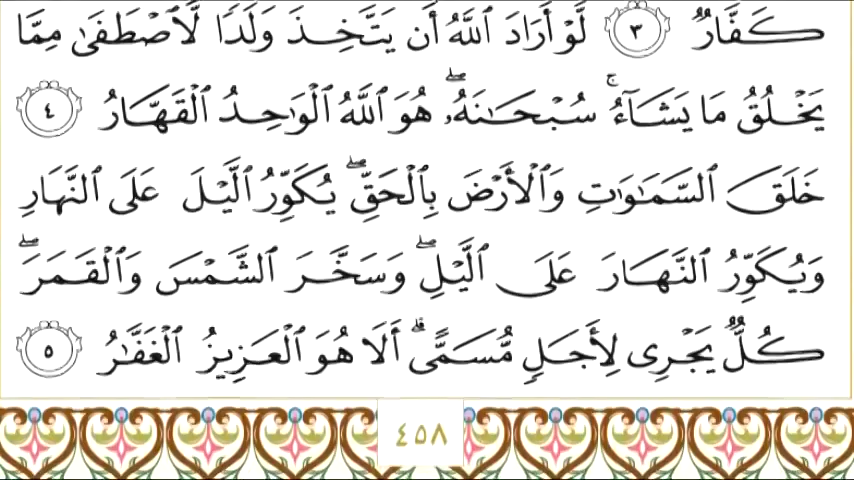 كَفَّارٌ ٣ لَّوْ أَرَادَ ٱللَّهُ أَن يَتَّخِذَ وَلَدًا لَّٱصْطَفَىٰ مِمَّا
يَخْلُقُ مَا يَشَآءُ ۚ سُبْحَـٰنَهُۥ ۖ هُوَ ٱللَّهُ ٱلْوَٰحِدُ ٱلْقَهَّارُ ٤
خَلَقَ ٱلسَّمَـٰوَٰتِ وَٱلْأَرْضَ بِٱلْحَقِّ ۖ يُكَوِّرُ ٱلَّيْلَ عَلَى ٱلنَّهَارِ
وَيُكَوِّرُ ٱلنَّهَارَ عَلَى ٱلَّيْلِ ۖ وَسَخَّرَ ٱلشَّمْسَ وَٱلْقَمَرَ ۖ
كُلٌّ يَجْرِى لِأَجَلٍ مُّسَمًّى ۗ أَلَا هُوَ ٱلْعَزِيزُ ٱلْغَفَّـٰرُ ٥
٤٥٨